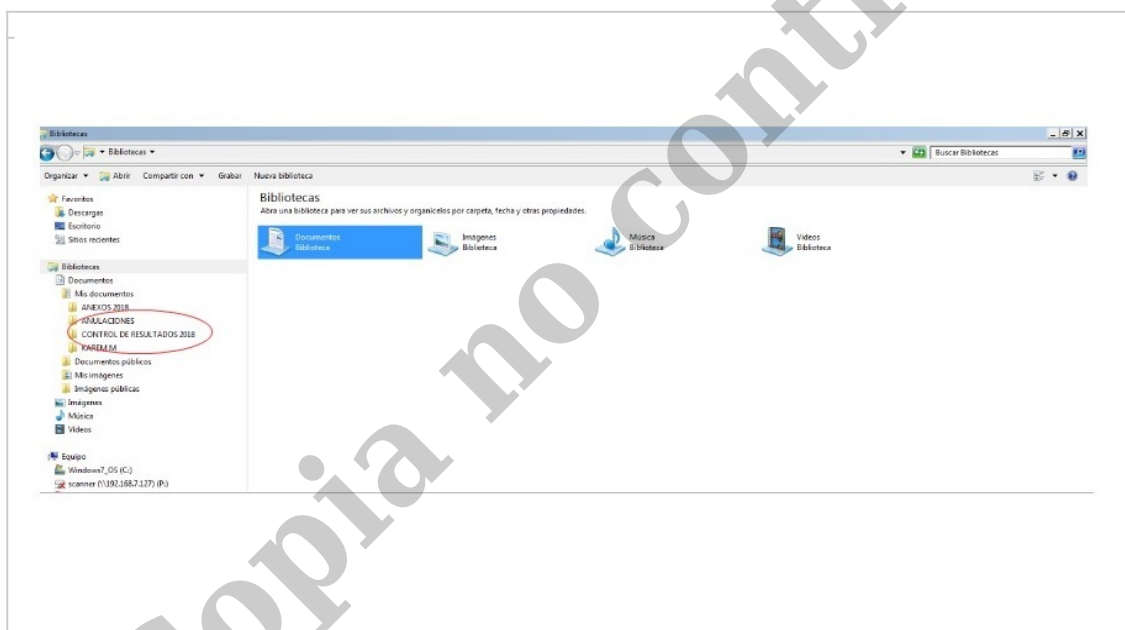 Bibliotecas
Bibliotecas
Buscar Bibliotecas
Organizar Abrir Compartir con Grabar Nueva biblioteca
Favoritos
Descargas
Escritorio
Sitios recientes
Bibliotecas
Documentos
Mis documentos
ANEXOS 2018
ANULACIONES
CONTROL DE RESULTADOS 2018
KAREM.M
Documentos públicos
Mis imágenes
Imágenes públicas
Imágenes
Música
Vídeos
Equipo
Windows7_OS (C:)
scanner (\\192.168.7.127) (P:)
Bibliotecas
Abra una biblioteca para ver sus archivos y organícelos por carpeta, fecha y otras propiedades.
Documentos
Biblioteca
Imágenes
Biblioteca
Música
Biblioteca
Vídeos
Biblioteca
opia no cont